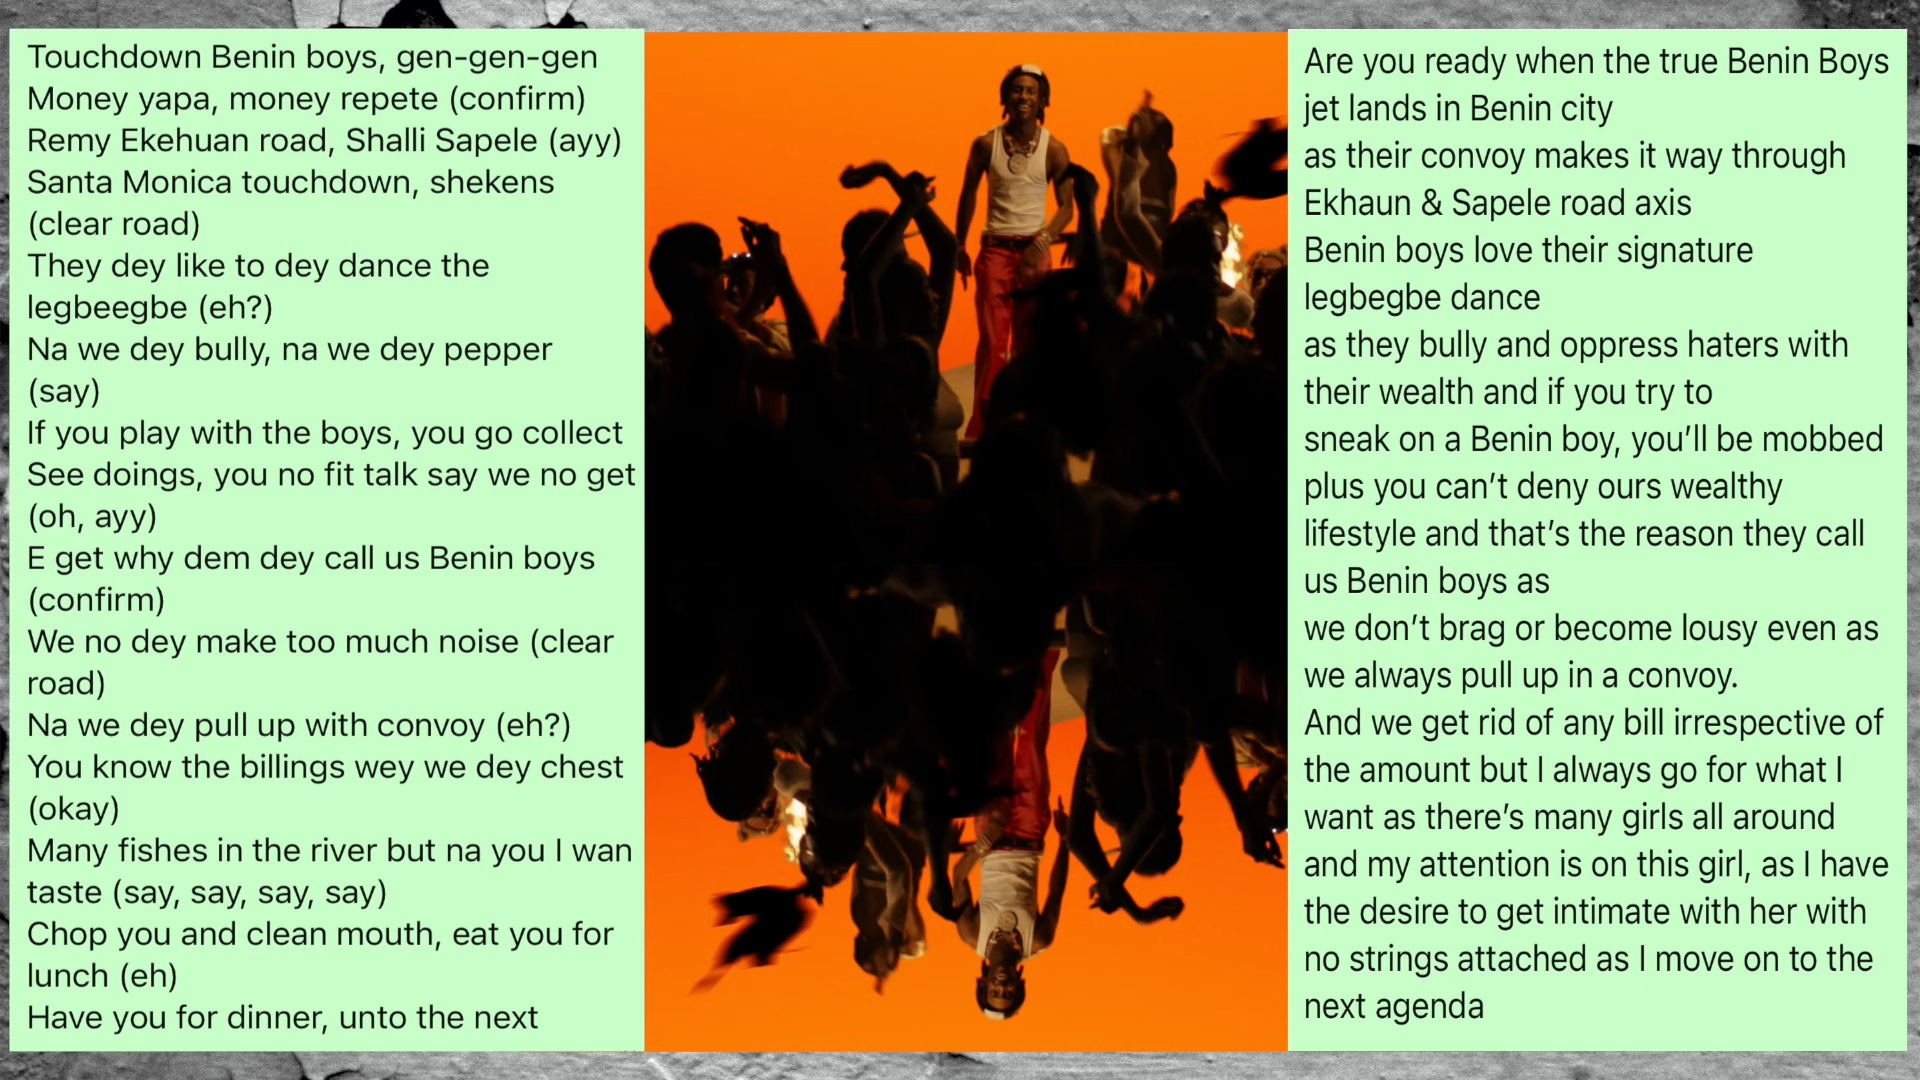 Touchdown Benin boys, gen-gen-gen
Money yapa, money repete (confirm)
Remy Ekehuan road, Shalli Sapele (ayy)
Santa Monica touchdown, shekens
(clear road)
They dey like to dey dance the
legbeegbe (eh?)
Na we dey bully, na we dey pepper
(say)
If you play with the boys, you go collect
See doings, you no fit talk say we no get
(oh, ayy)
E get why dem dey call us Benin boys
(confirm)
We no dey make too much noise (clear
road)
Na we dey pull up with convoy (eh?)
You know the billings wey we dey chest
(okay)
Many fishes in the river but na you I wan
taste (say, say, say, say)
Chop you and clean mouth, eat you for
lunch (eh)
Have you for dinner, unto the next
Are you ready when the true Benin Boys
jet lands in Benin city
as their convoy makes it way through
Ekhaun & Sapele road axis
Benin boys love their signature
legbegbe dance
as they bully and oppress haters with
their wealth and if you try to
sneak on a Benin boy, you’ll be mobbed
plus you can’t deny ours wealthy
lifestyle and that’s the reason they call
us Benin boys as
we don’t brag or become lousy even as
we always pull up in a convoy.
And we get rid of any bill irrespective of
the amount but I always go for what I
want as there’s many girls all around
and my attention is on this girl, as I have
the desire to get intimate with her with
no strings attached as I move on to the
next agenda